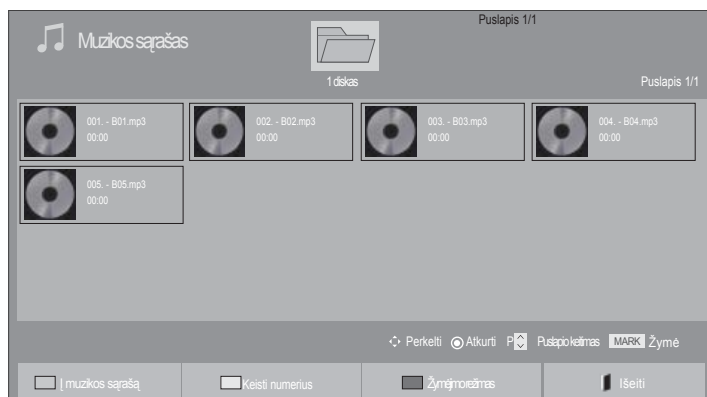 Puslapis 1/1
Muzikos sąrašas
1 diskas
Puslapis 1/1
001. - B01.mp3
00:00
002. - B02.mp3
00:00
003. - B03.mp3
00:00
004. - B04.mp3
00:00
005. - B05.mp3
00:00
Perkelti Atkurti P Puslapio keitimas MARK Žymė
Į muzikos sąrašą Keisti numerius Žymėjimo režimas Išeiti